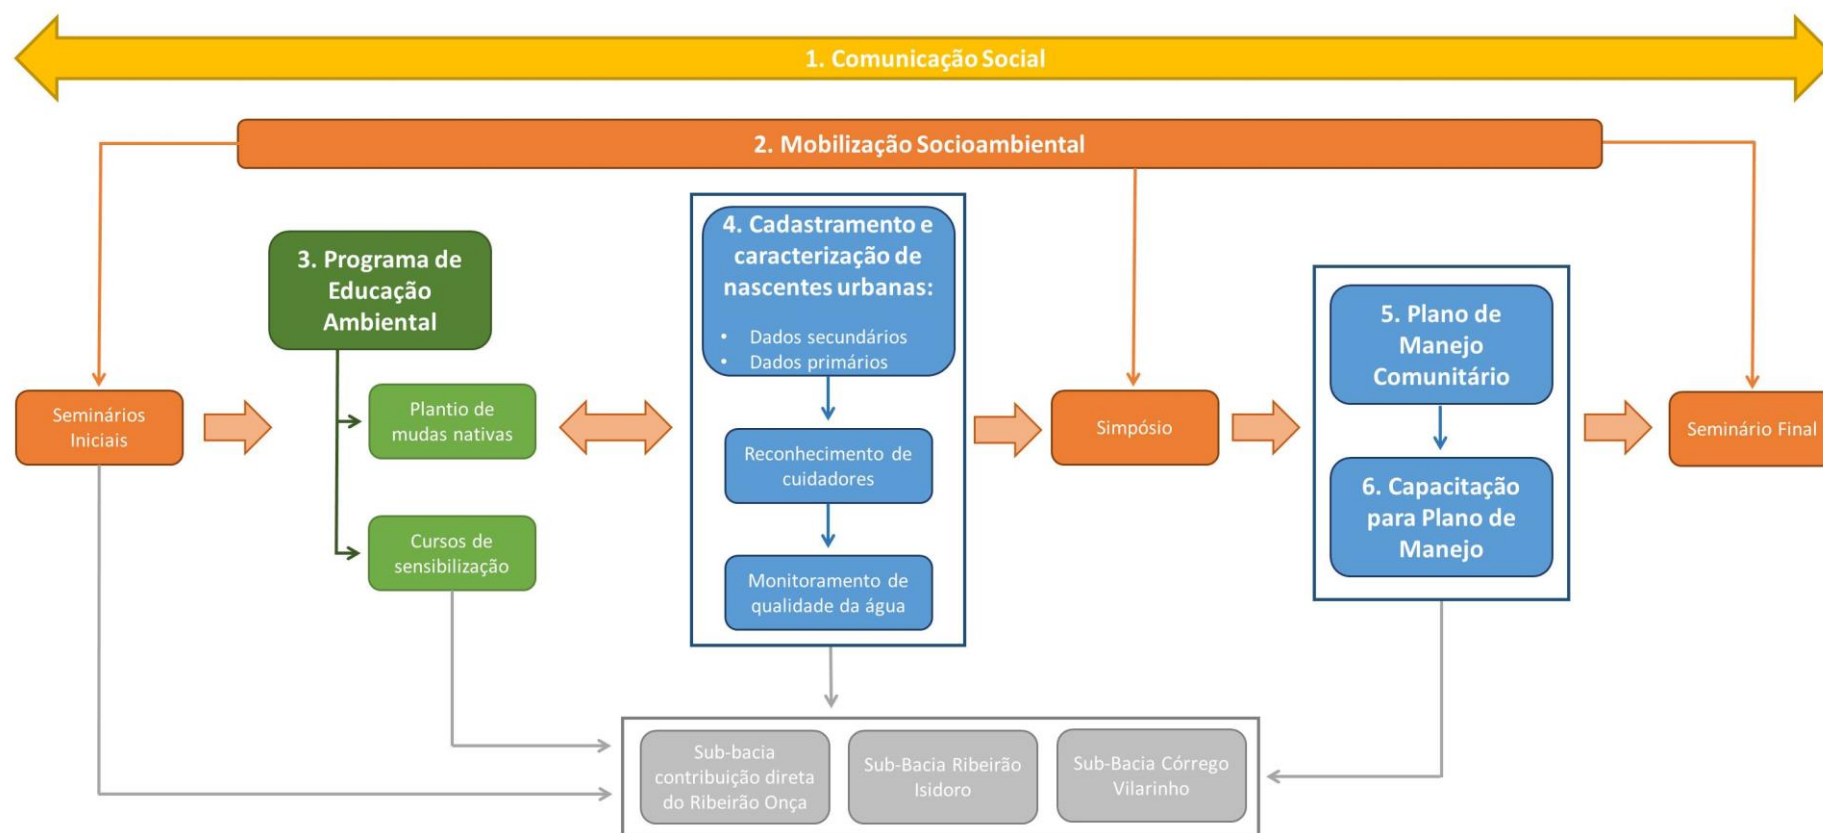 1. Comunicação Social
2. Mobilização Socioambiental
Seminários
Iniciais
3. Programa de
Educação
Ambiental
Plantio de
mudas nativas
Cursos de
sensibilização
4. Cadastramento e
caracterização de
nascentes urbanas:
• Dados secundários
• Dados primários
Reconhecimento de
cuidadores
Monitoramento de
qualidade da água
Simpósio
5. Plano de
Manejo
Comunitário
6. Capacitação
para Plano de
Manejo
Seminário Final
Sub-bacia
contribuição direta
do Ribeirão Onça
Sub-Bacia Ribeirão
Isidoro
Sub-Bacia Córrego
Vilarinho